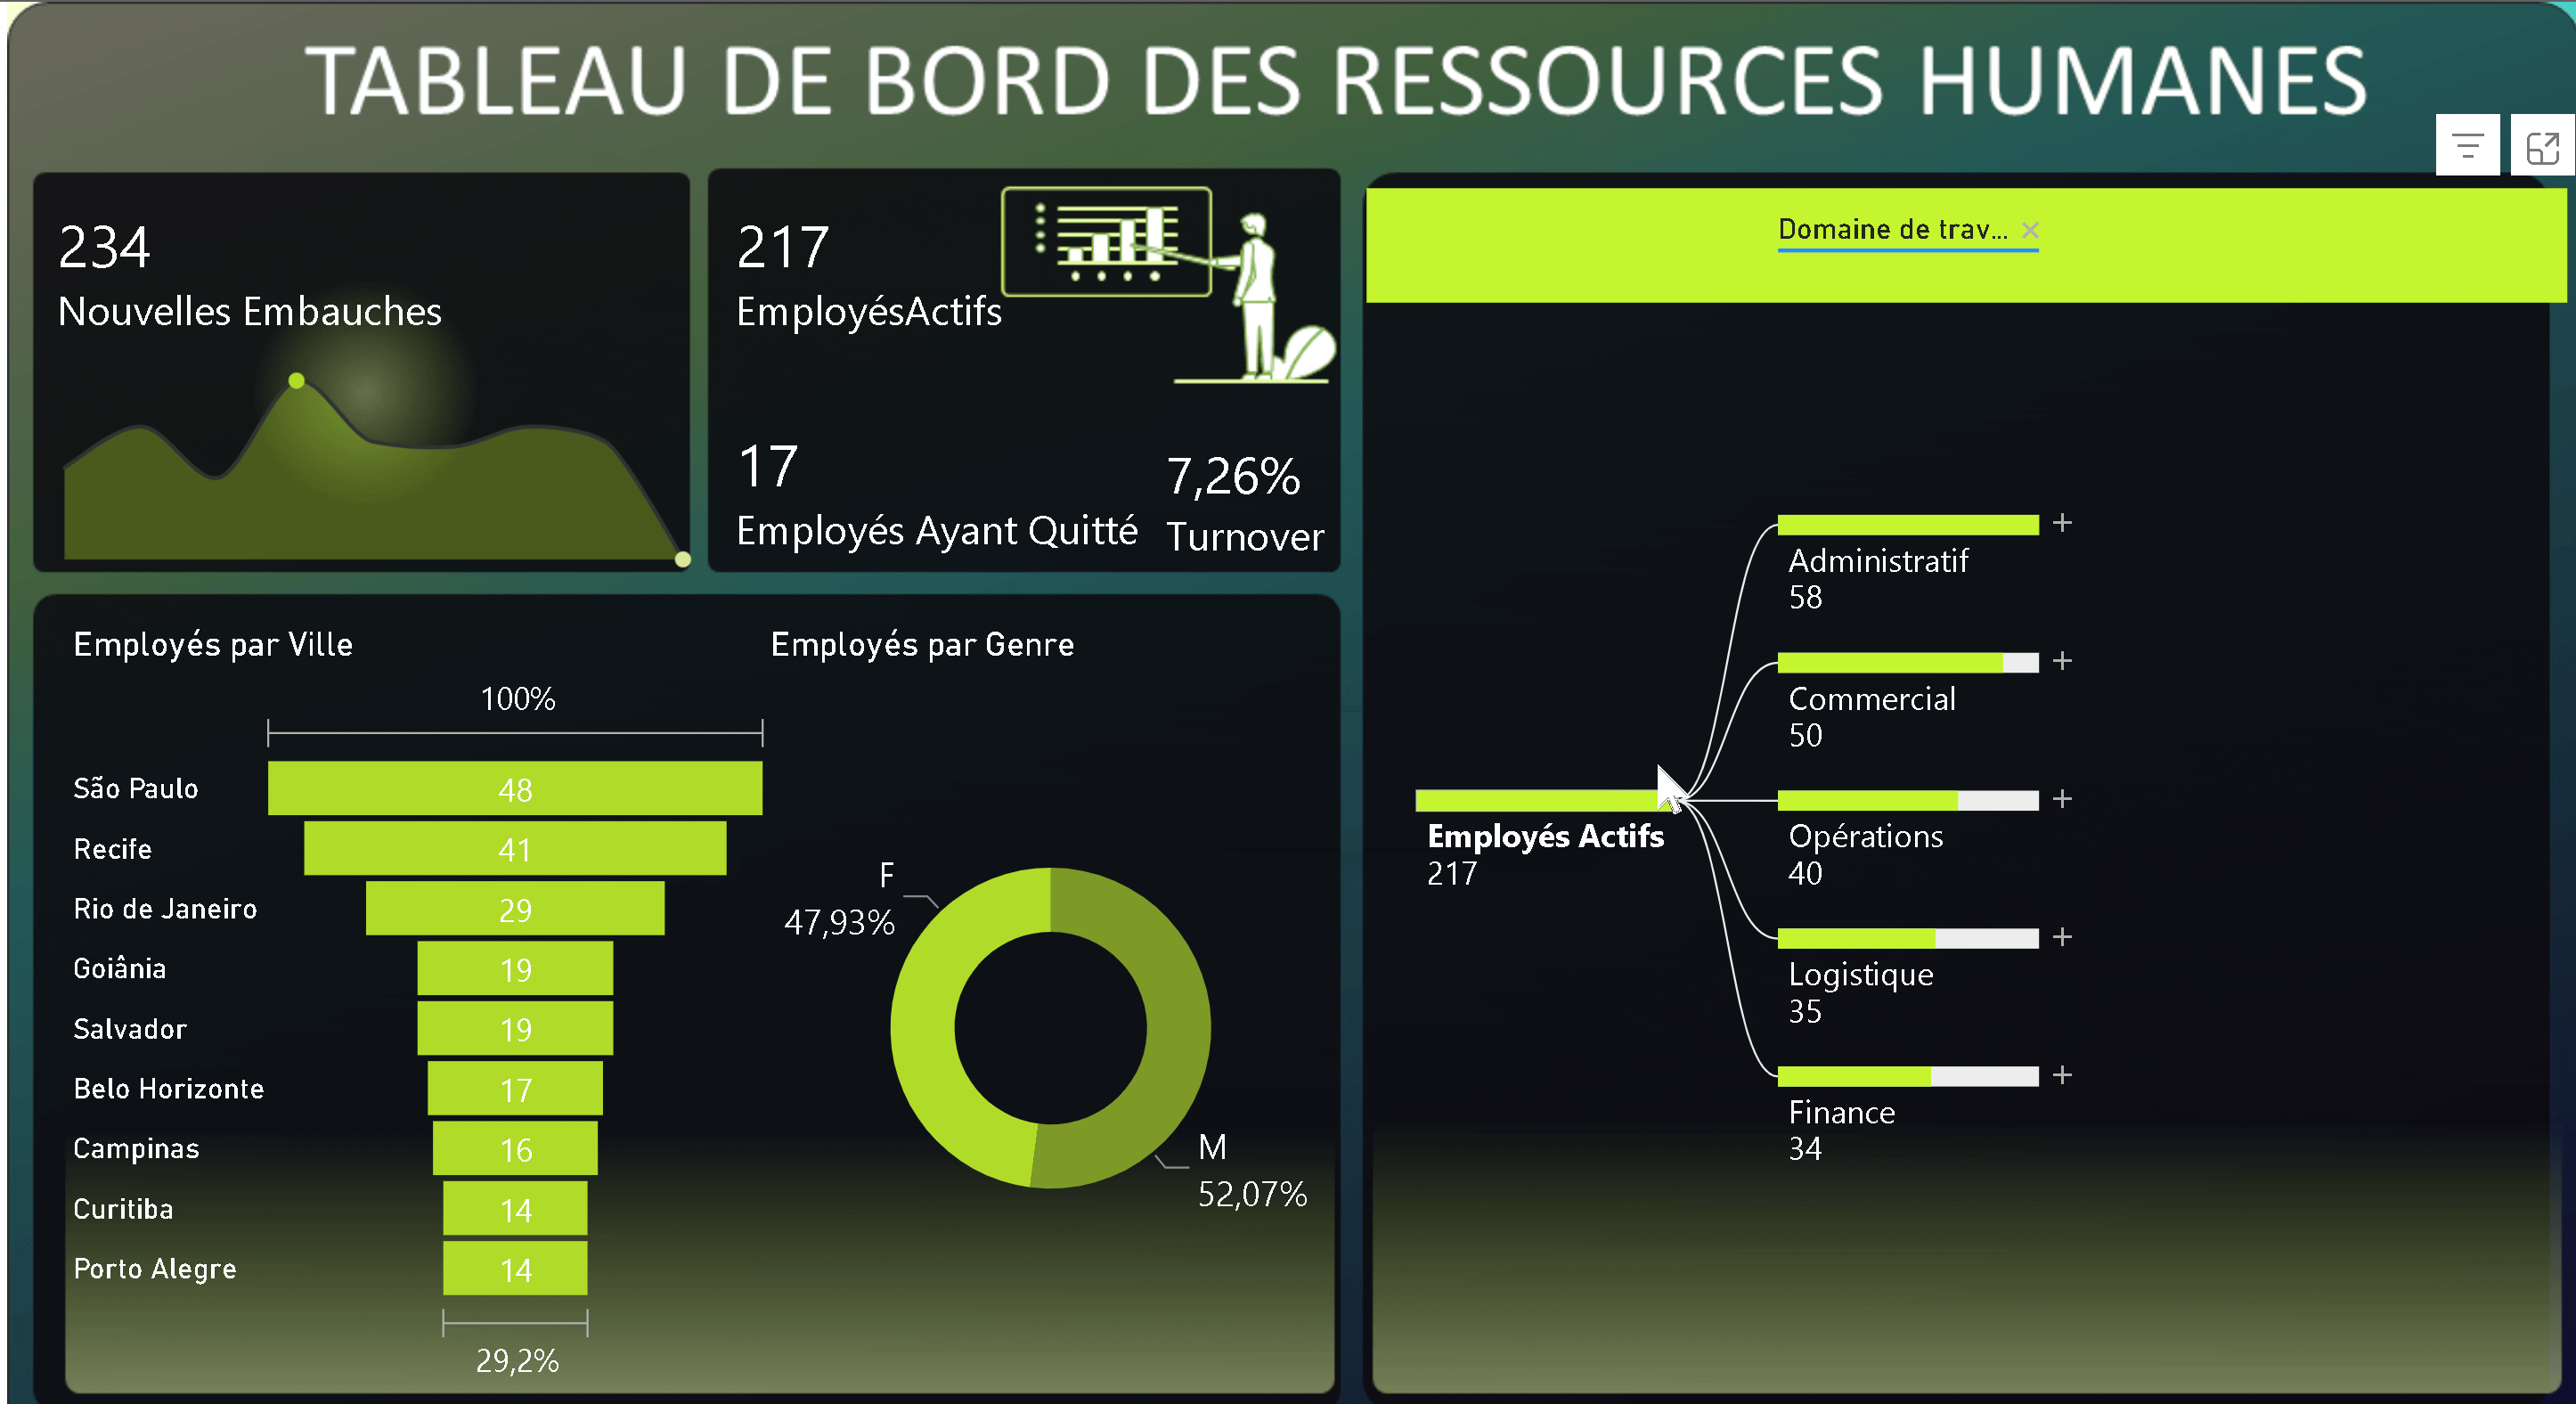 TABLEAU DE BORD DES RESSOURCES HUMANES
234
Nouvelles Embauches
217
EmployésActifs
17
Employés Ayant Quitté
7,26%
Turnover
Domaine de trav...
Employés par Ville
100%
São Paulo 48
Recife 41
Rio de Janeiro 29
Goiânia 19
Salvador 19
Belo Horizonte 17
Campinas 16
Curitiba 14
Porto Alegre 14
29,2%
Employés par Genre
F
47,93%
M
52,07%
Employés Actifs
217
Administratif
58
Commercial
50
Opérations
40
Logistique
35
Finance
34